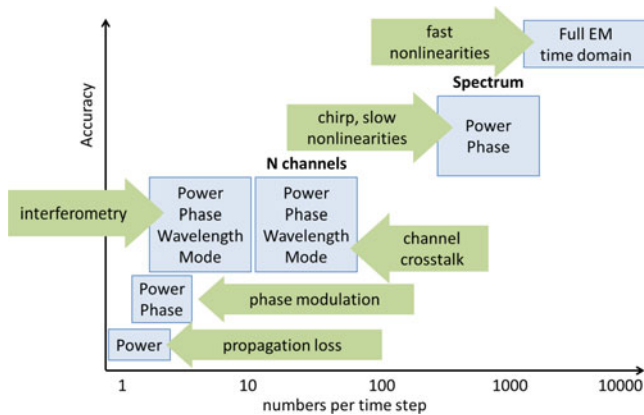 fast
nonlinearities
Full EM
time domain
Spectrum
chirp, slow
nonlinearities
Power
Phase
N channels
interferometry
Power
Phase
Wavelength
Mode
Power
Phase
Wavelength
Mode
channel
crosstalk
Power
Phase
phase modulation
Power
propagation loss
Accuracy
1 10 100 1000 10000
numbers per time step